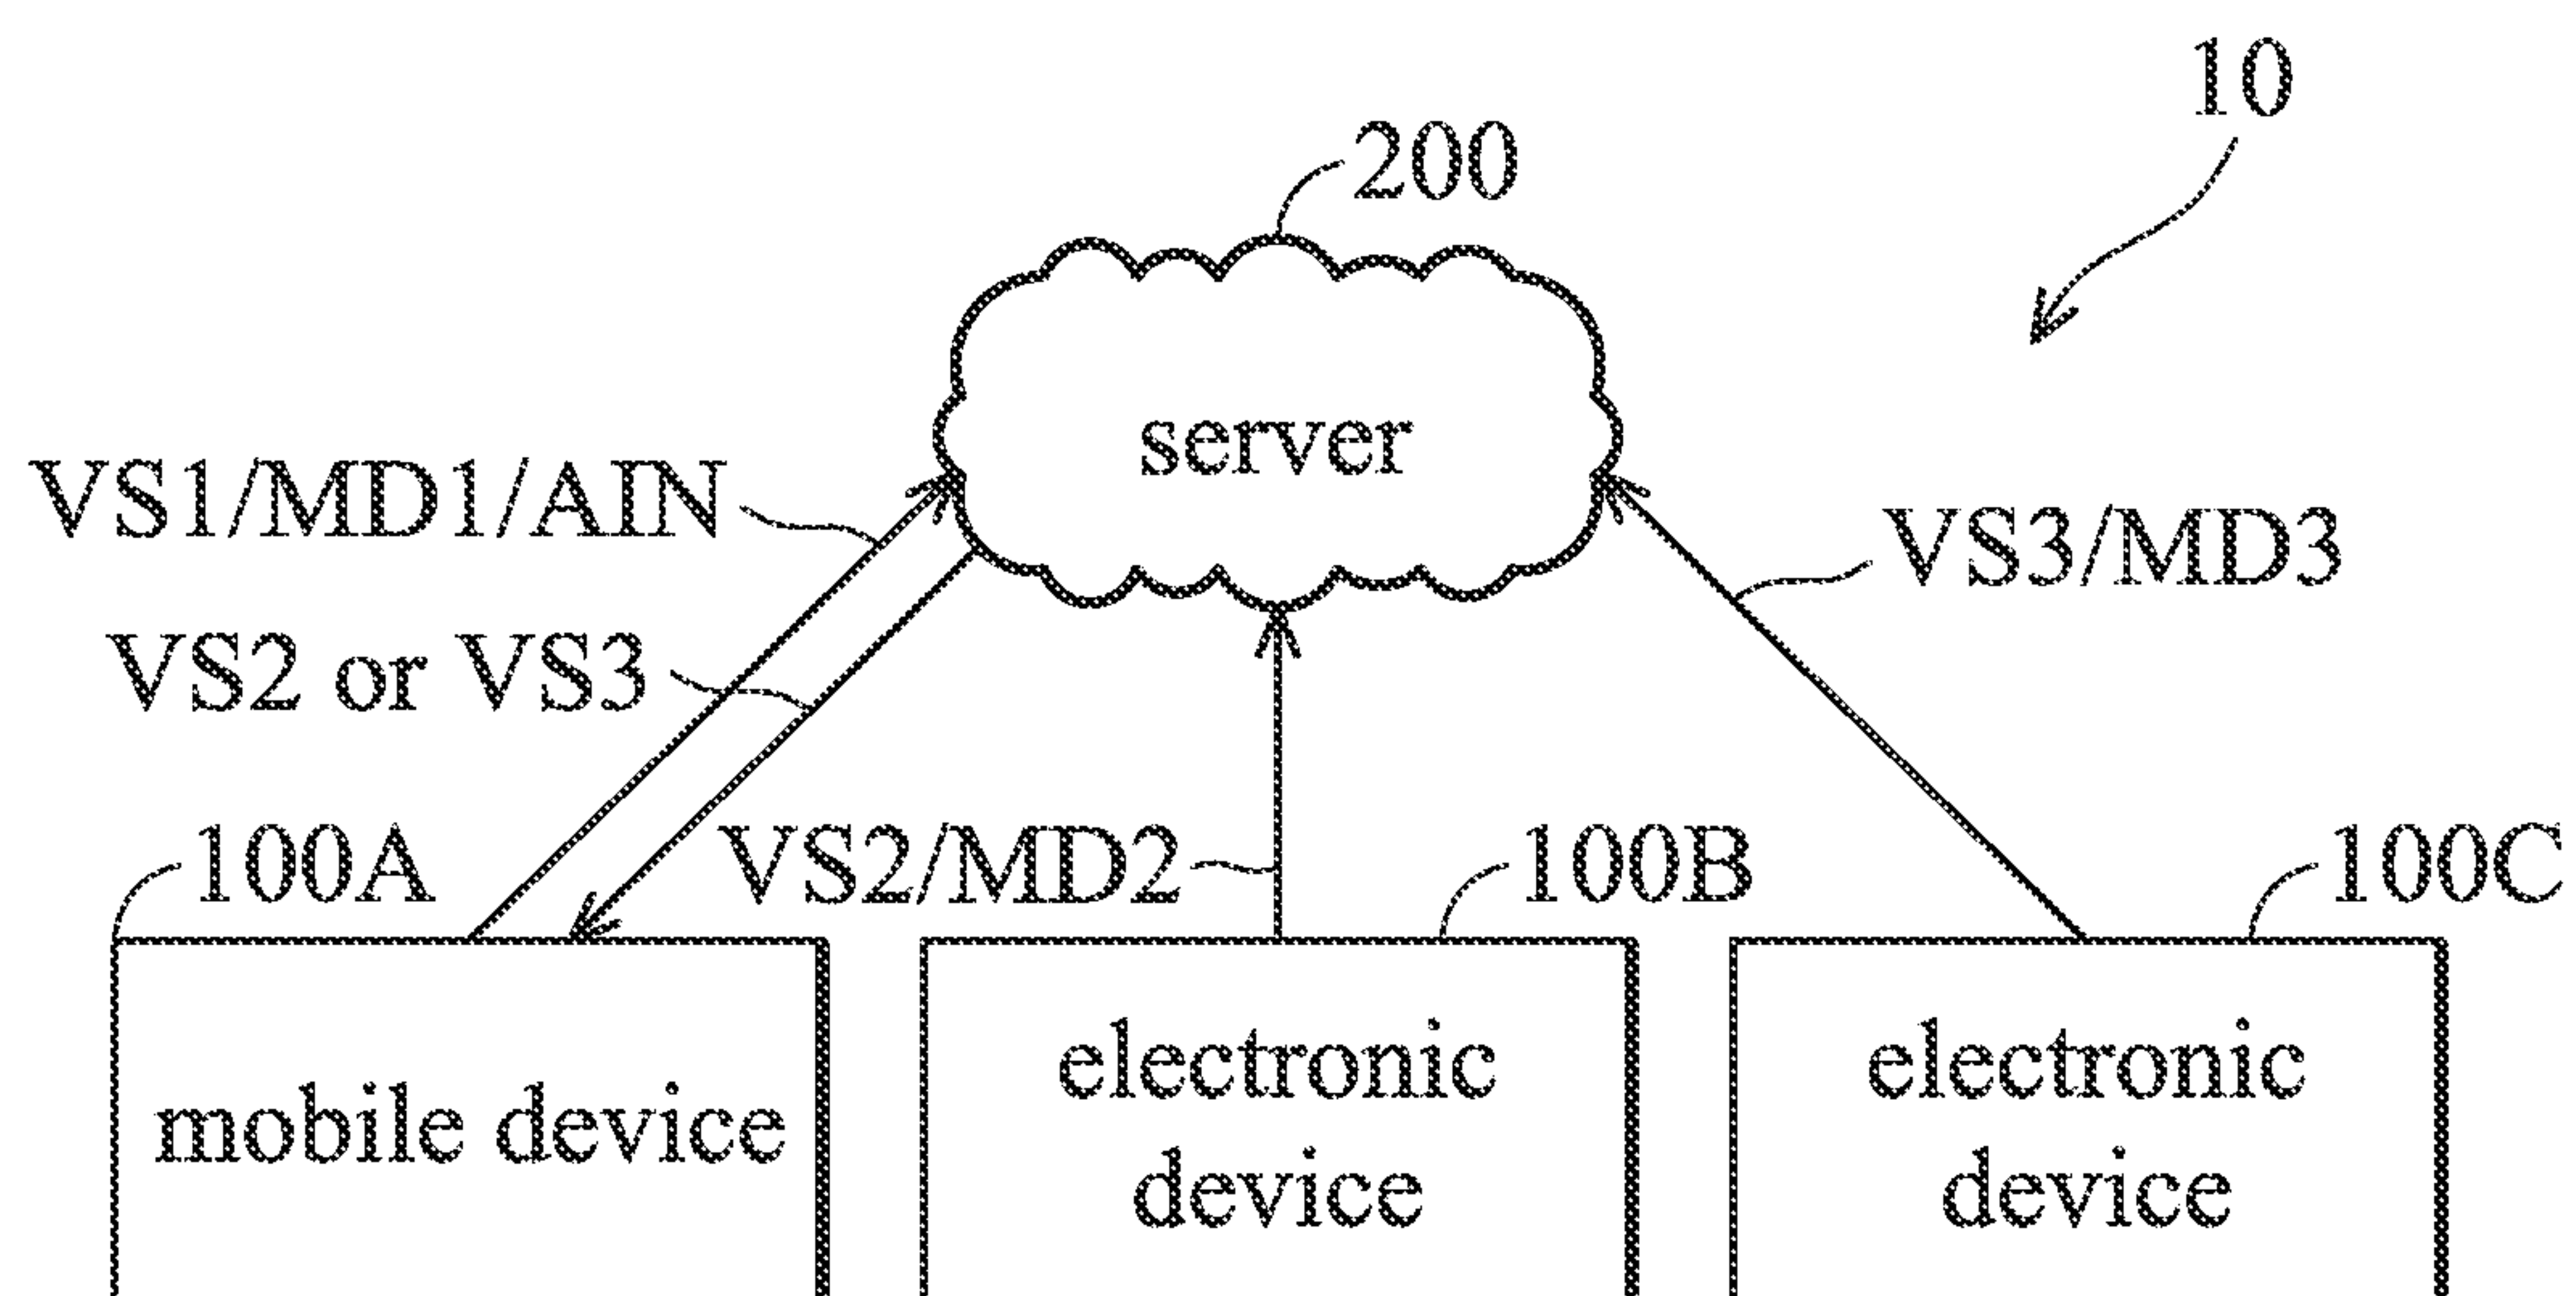 10
200
server
VS1/MD1/AIN
VS3/MD3
VS2 or VS3
100A
VS2/MD2
100B
100C
mobile device
electronic
device
electronic
device